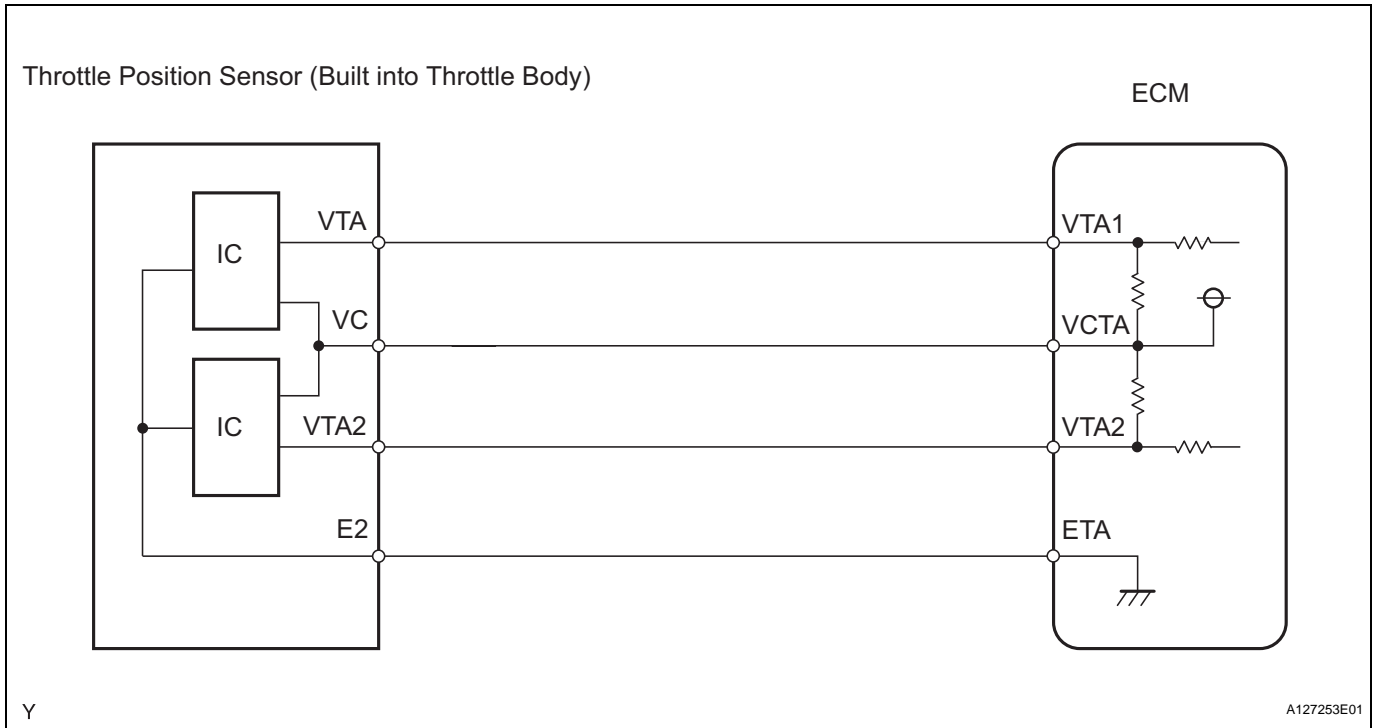 Throttle Position Sensor (Built into Throttle Body)
ECM
IC
VTA
VTA1
VC
VCTA
IC
VTA2
VTA2
E2
ETA
Y
A127253E01